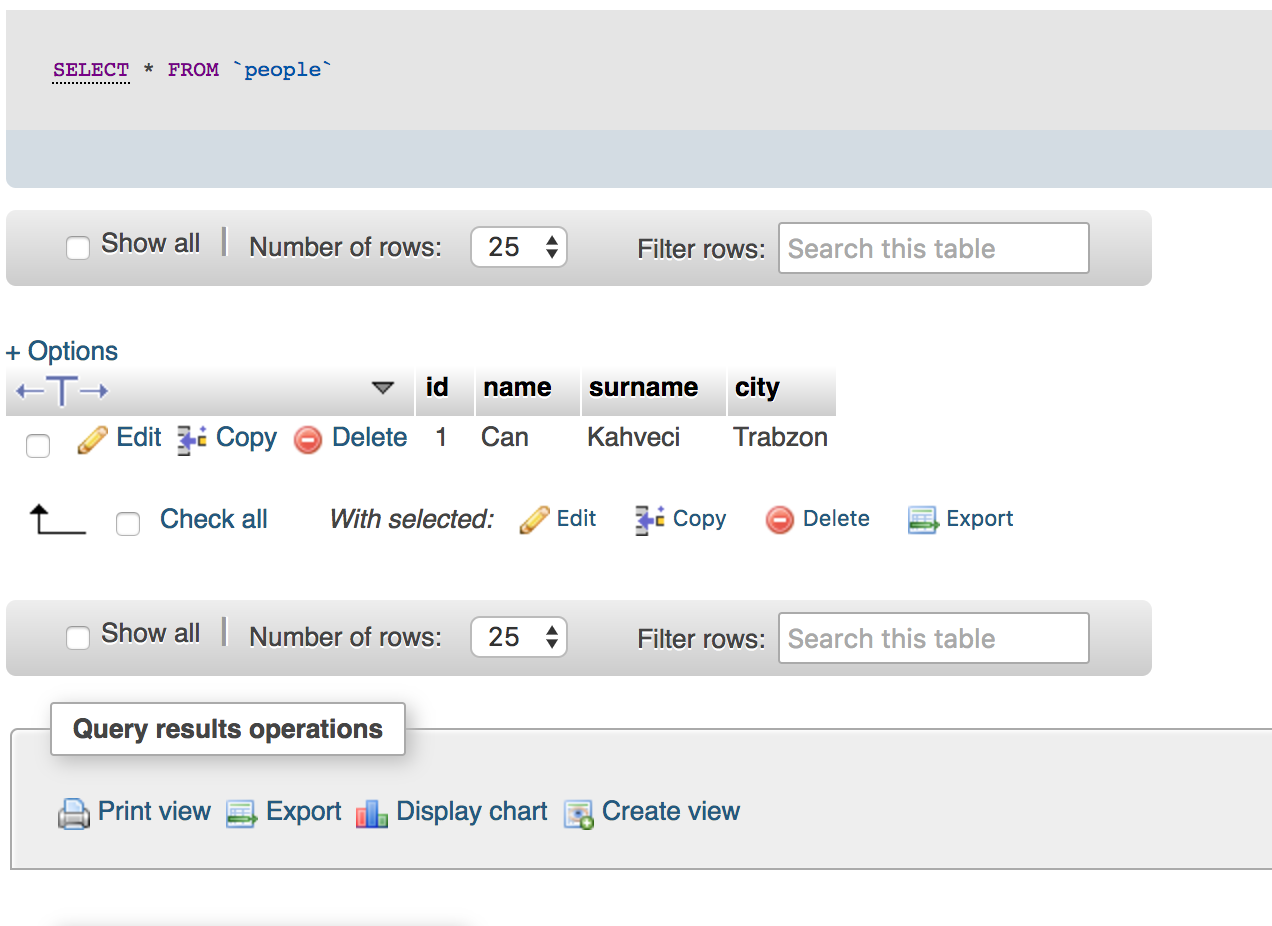 SELECT * FROM `people`
Show all Number of rows: 25 Filter rows: Search this table
+ Options
←T→ id name surname city
Edit Copy Delete 1 Can Kahveci Trabzon
Check all With selected: Edit Copy Delete Export
Show all Number of rows: 25 Filter rows: Search this table
Query results operations
Print view Export Display chart Create view